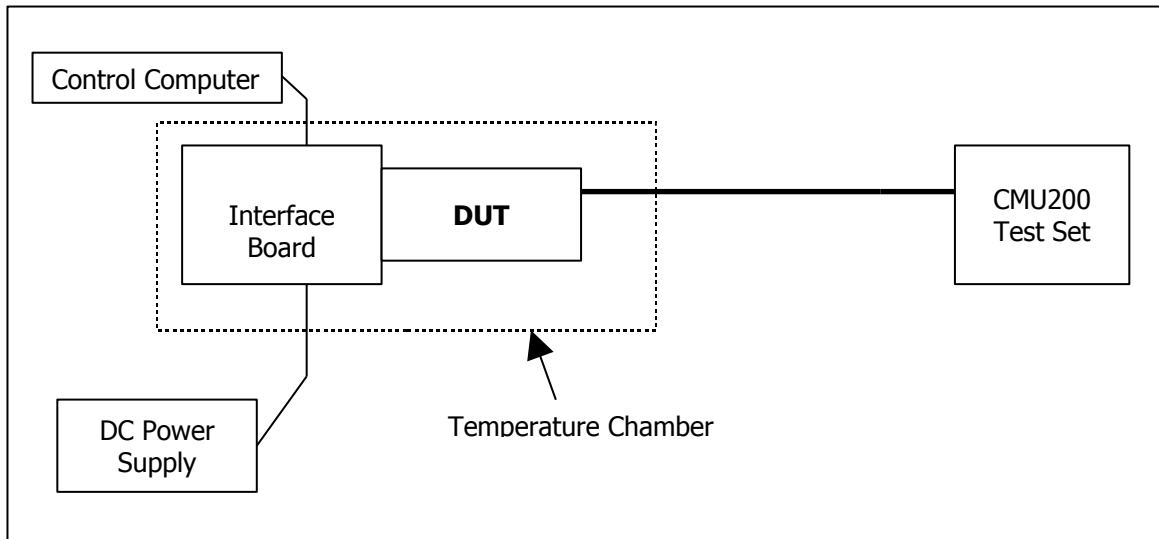 Control Computer
Interface
Board
DUT
CMU200
Test Set
DC Power
Supply
Temperature Chamber